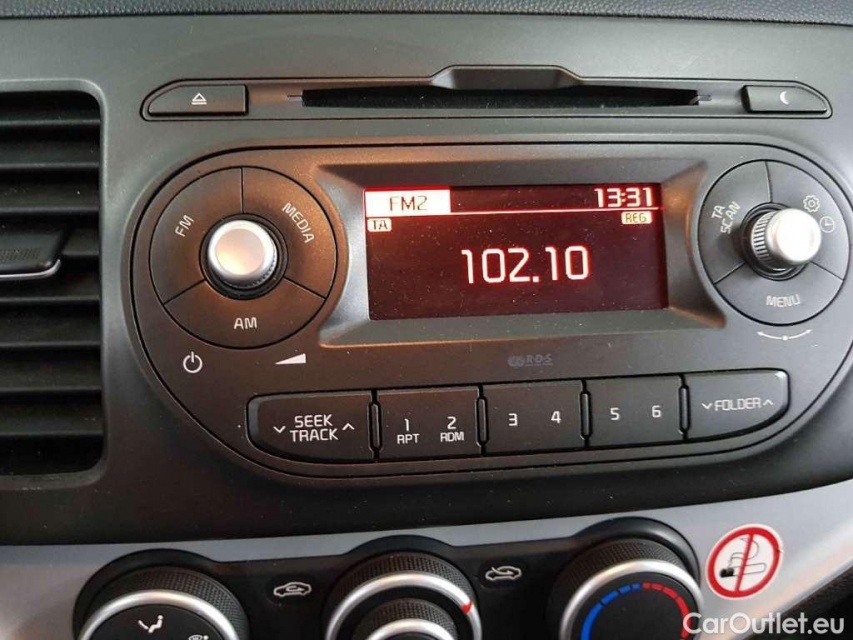 FM2 13:31
TA REG
102.10
FM MEDIA
AM
TA
SCAN
MENU
RDS
SEEK
TRACK
1 2 3 4 5 6
RPT RDM
FOLDER
CarOutlet.eu